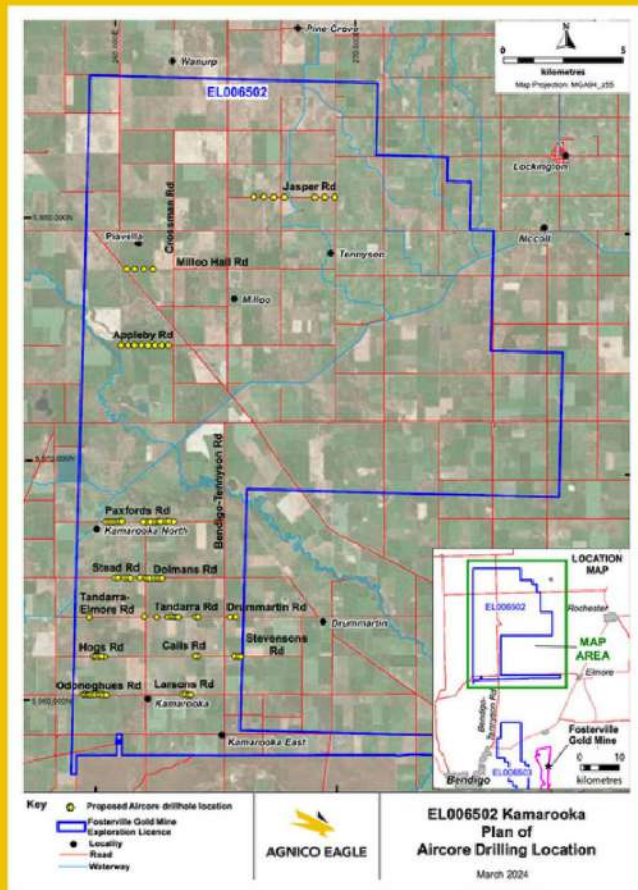 Pine Grove
N
Wanurp
0
5
kilometres
Map Projection: MGA94_z55
EL006502
Lockington
Crossman Rd
Jasper Rd
Nccoll
Piavella
Tennyson
Milloo Hall Rd
Milloo
Appleby Rd
Bendigo-Tennyson Rd
Paxfords Rd
Kamarooka North
Stead Rd
Dolmans Rd
Tandarra-
Elmore Rd
Tandarra Rd
Drummartin Rd
Drummartin
Stevensons
Rd
Hogs Rd
Calls Rd
Odonoghues Rd
Larsons Rd
Kamarooka
Kamarooka East
LOCATION
MAP
EL006502
Rochester
MAP
AREA
Elmore
Bendigo-
Tennyson Rd
Fosterville
Gold Mine
EL006503
Bendigo
0
10
kilometres
Key
Proposed Aircore drillhole location
Fosterville Gold Mine
Exploration Licence
Locality
Road
Waterway
AGNICO EAGLE
EL006502 Kamarooka
Plan of
Aircore Drilling Location
March 2024